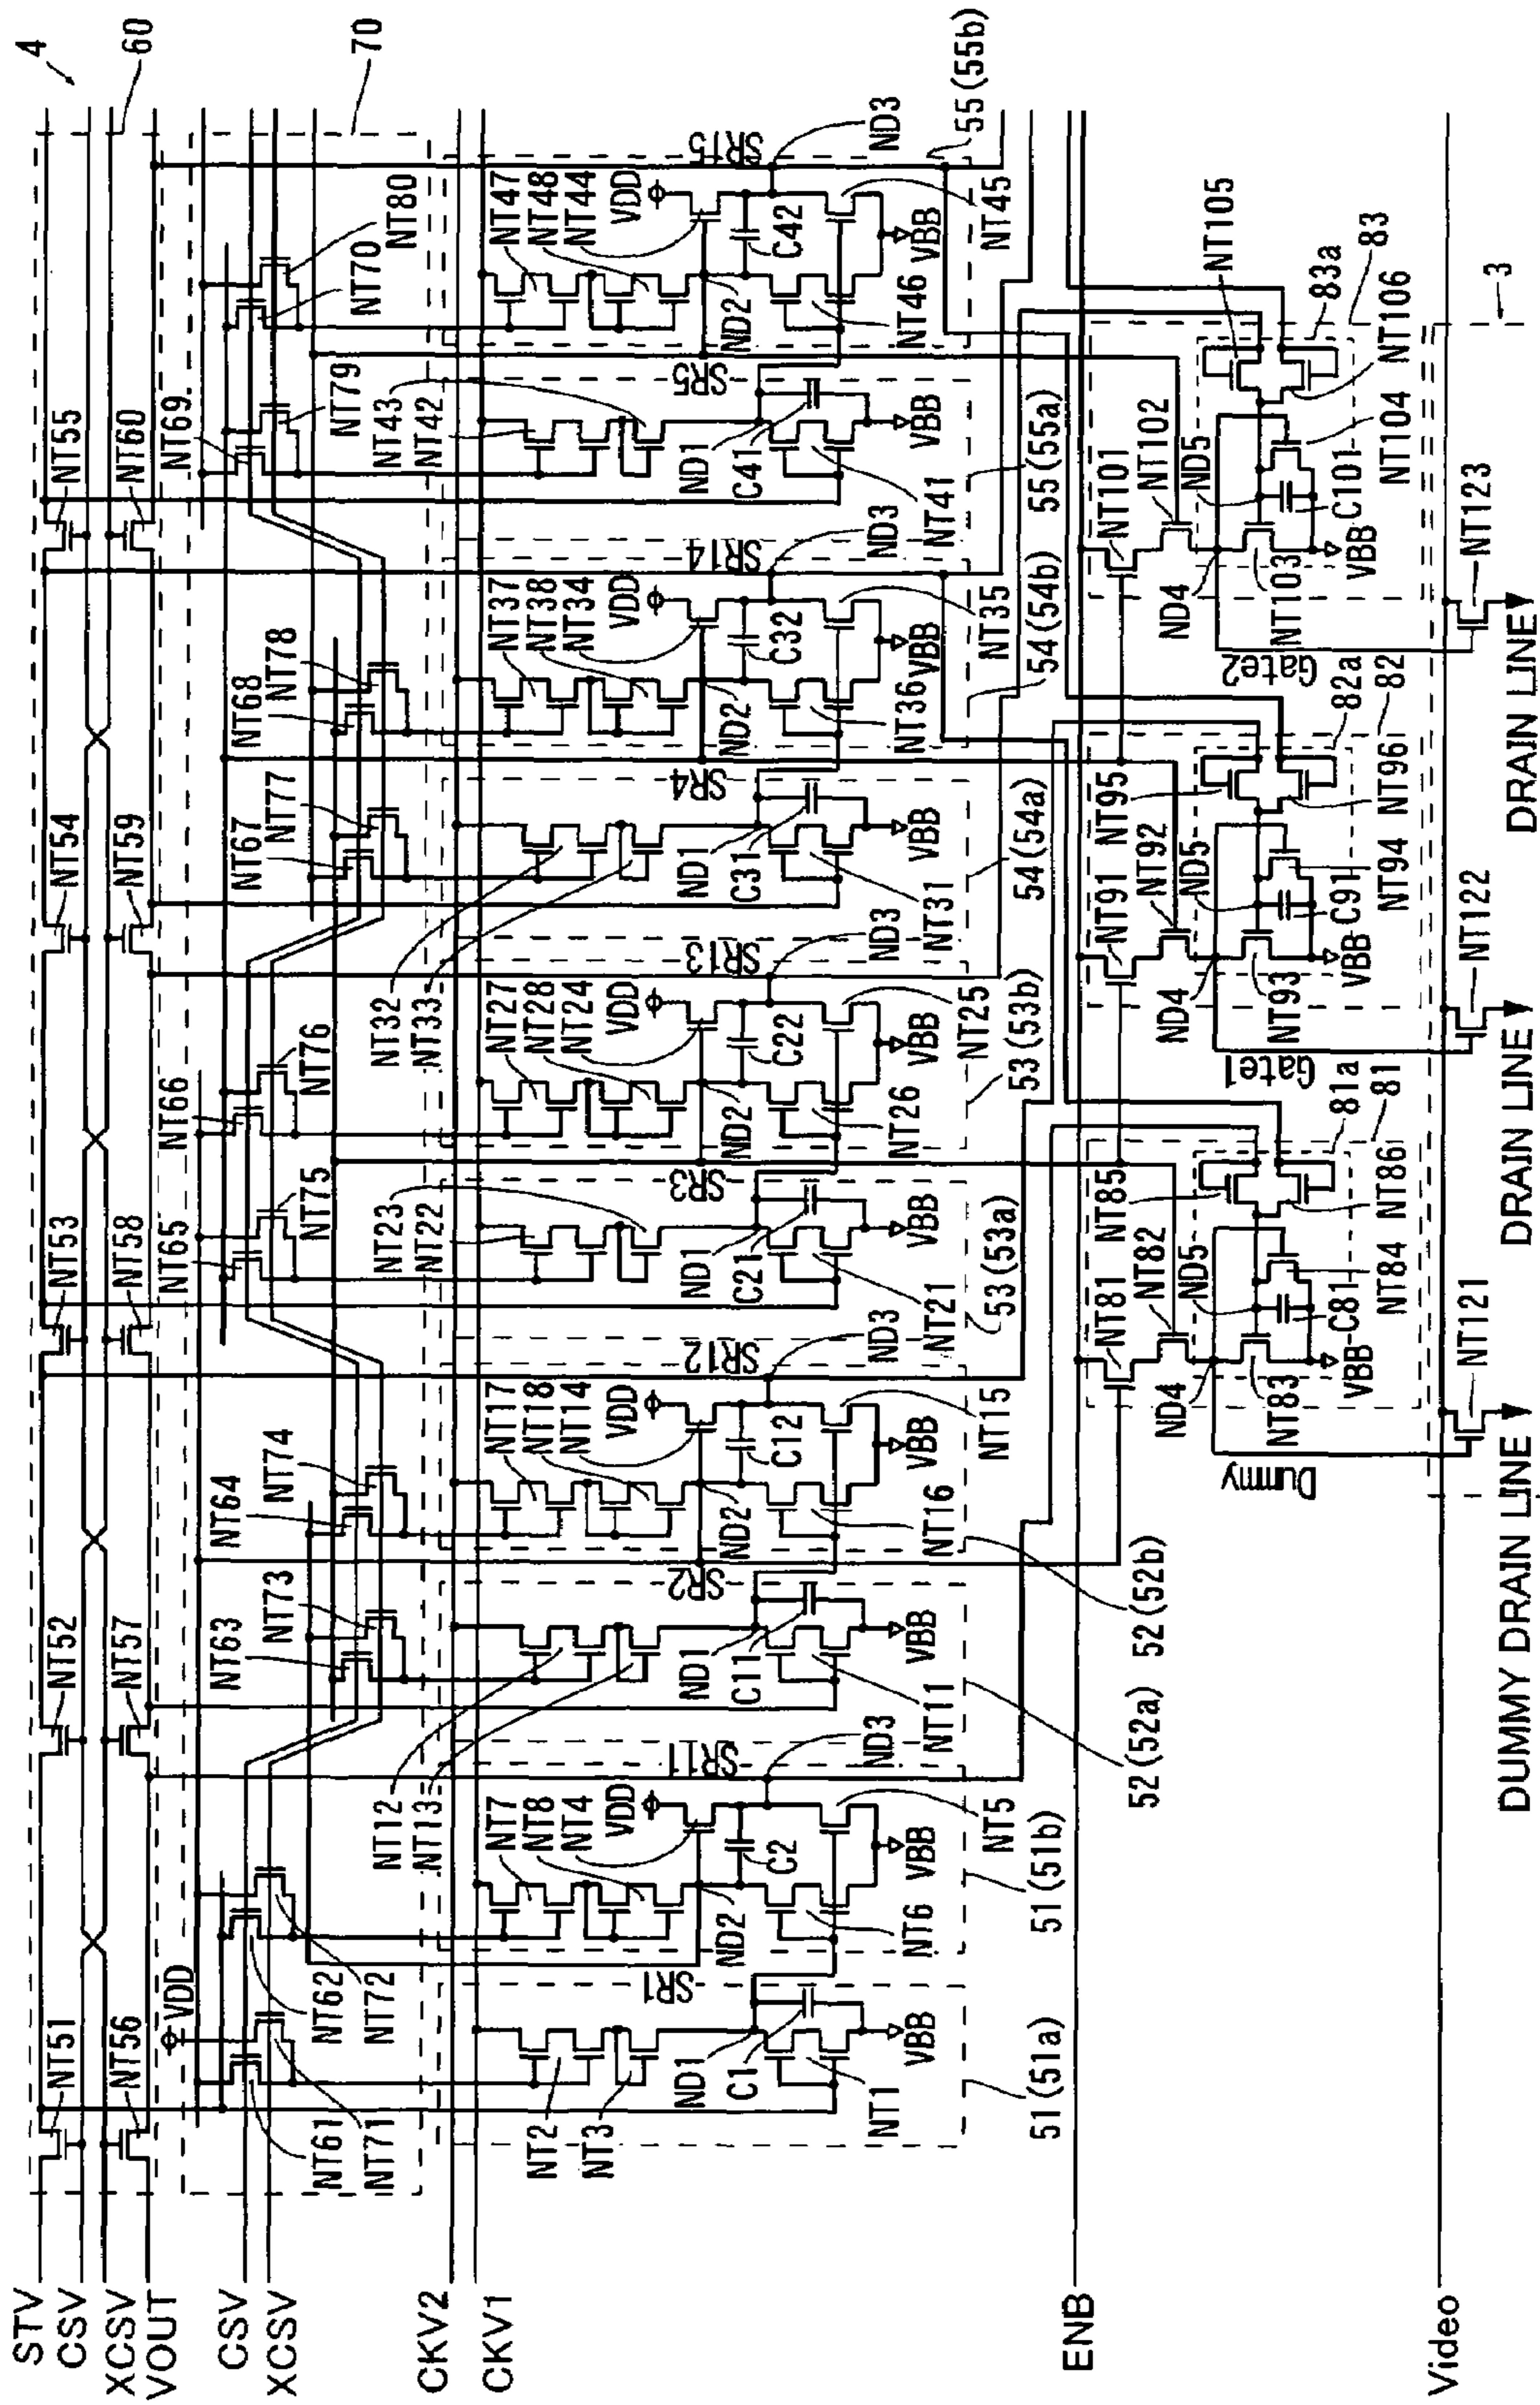 4
60
70
STV
CSV
XCSV
VOUT
CSV
XCSV
CKV2
CKV1
ENB
Video
NT51
NT52
NT53
NT54
NT55
NT56
NT57
NT58
NT59
NT60
VDD
NT61
NT71
NT62
NT72
NT63
NT73
NT64
NT74
NT65
NT75
NT66
NT76
NT67
NT77
NT68
NT78
NT69
NT79
NT70
NT80
NT2
NT3
ND1
C1
NT1
VBB
51(51a)
SR1
NT7
NT8
NT4
VDD
ND2
C2
NT6
NT5
VBB
ND3
SR11
51(51b)
NT12
NT13
ND1
C11
NT11
VBB
52(52a)
SR2
NT17
NT18
NT14
VDD
ND2
C12
NT16
NT15
VBB
ND3
SR12
52(52b)
NT23
NT22
ND1
C21
NT21
VBB
53(53a)
SR3
NT27
NT28
NT24
VDD
ND2
C22
NT26
NT25
VBB
ND3
SR13
53(53b)
NT32
NT33
ND1
C31
NT31
VBB
54(54a)
SR4
NT37
NT38
NT34
VDD
ND2
C32
NT36
NT35
VBB
ND3
SR14
54(54b)
NT43
NT42
ND1
C41
NT41
VBB
55(55a)
SR5
NT47
NT48
NT44
VDD
ND2
C42
NT46
NT45
VBB
ND3
SR15
55(55b)
NT81
NT82
ND5
NT85
ND4
NT83
VBB
C81
NT84
NT86
81a
81
Dummy
NT121
DUMMY DRAIN LINE
NT91
NT95
NT92
ND5
ND4
NT93
VBB
C91
NT94
NT96
82a
82
Gate1
NT122
DRAIN LINE
NT101
NT102
ND5
NT105
ND4
NT103
VBB
C101
NT104
NT106
83a
83
Gate2
NT123
DRAIN LINE
3